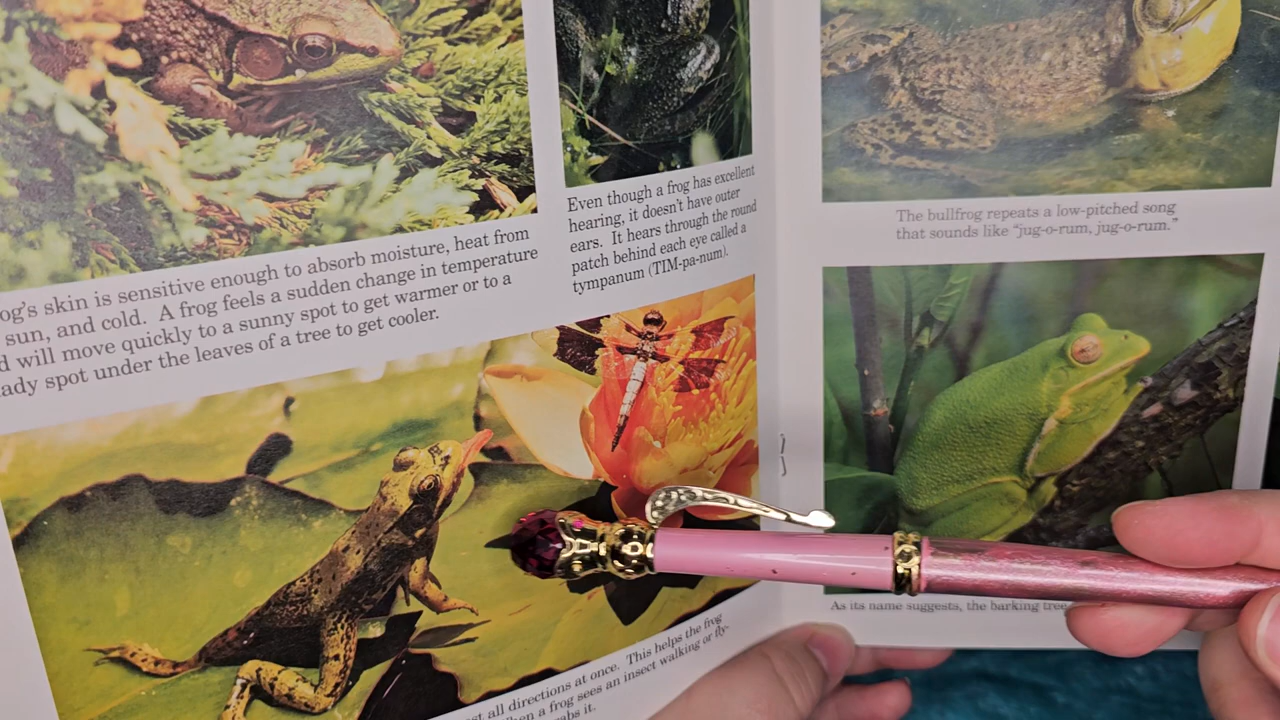 og's skin is sensitive enough to absorb moisture, heat from
sun, and cold. A frog feels a sudden change in temperature
d will move quickly to a sunny spot to get warmer or to a
ady spot under the leaves of a tree to get cooler.
Even though a frog has excellent
hearing, it doesn't have outer
ears. It hears through the round
patch behind each eye called a
tympanum (TIM-pa-num).
st all directions at once. This helps the frog
hen a frog sees an insect walking or fly-
abs it.
The bullfrog repeats a low-pitched song
that sounds like "jug-o-rum, jug-o-rum."
As its name suggests, the barking tree